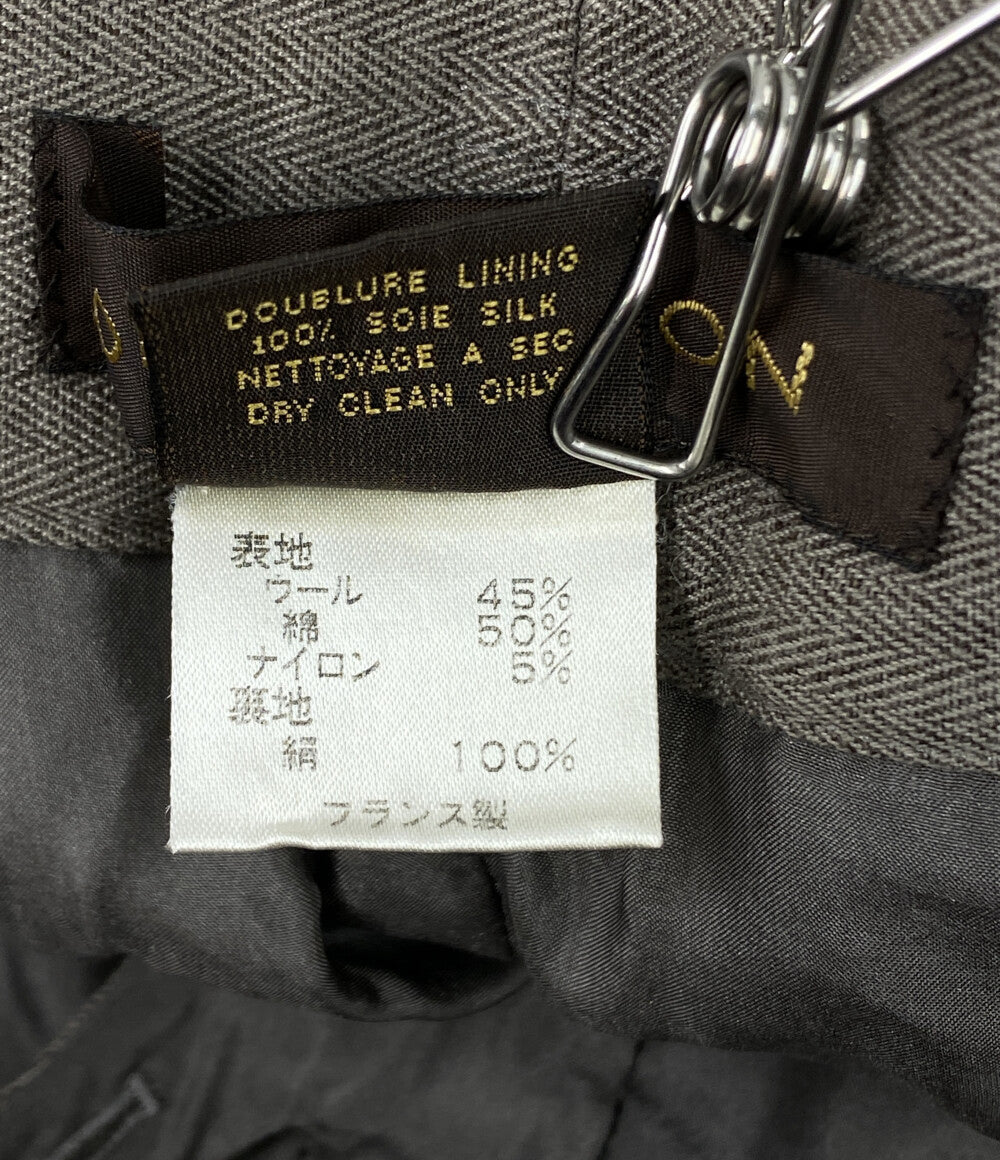 DOUBLURE LINING
100% SOIE SILK
NETTOYAGE A SEC
DRY CLEAN ONLY
ON
表地
ウール 45%
綿 50%
ナイロン 5%
裏地
絹 100%
フランス製